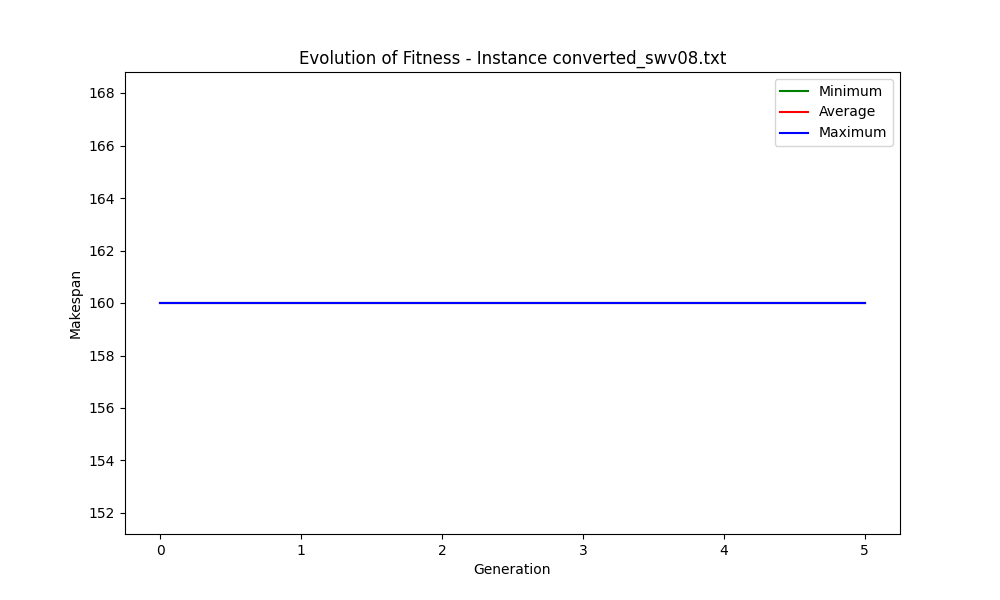 Evolution of Fitness - Instance converted_swv08.txt
Minimum
Average
Maximum
168
166
164
162
160
158
156
154
152
Makespan
0 1 2 3 4 5
Generation